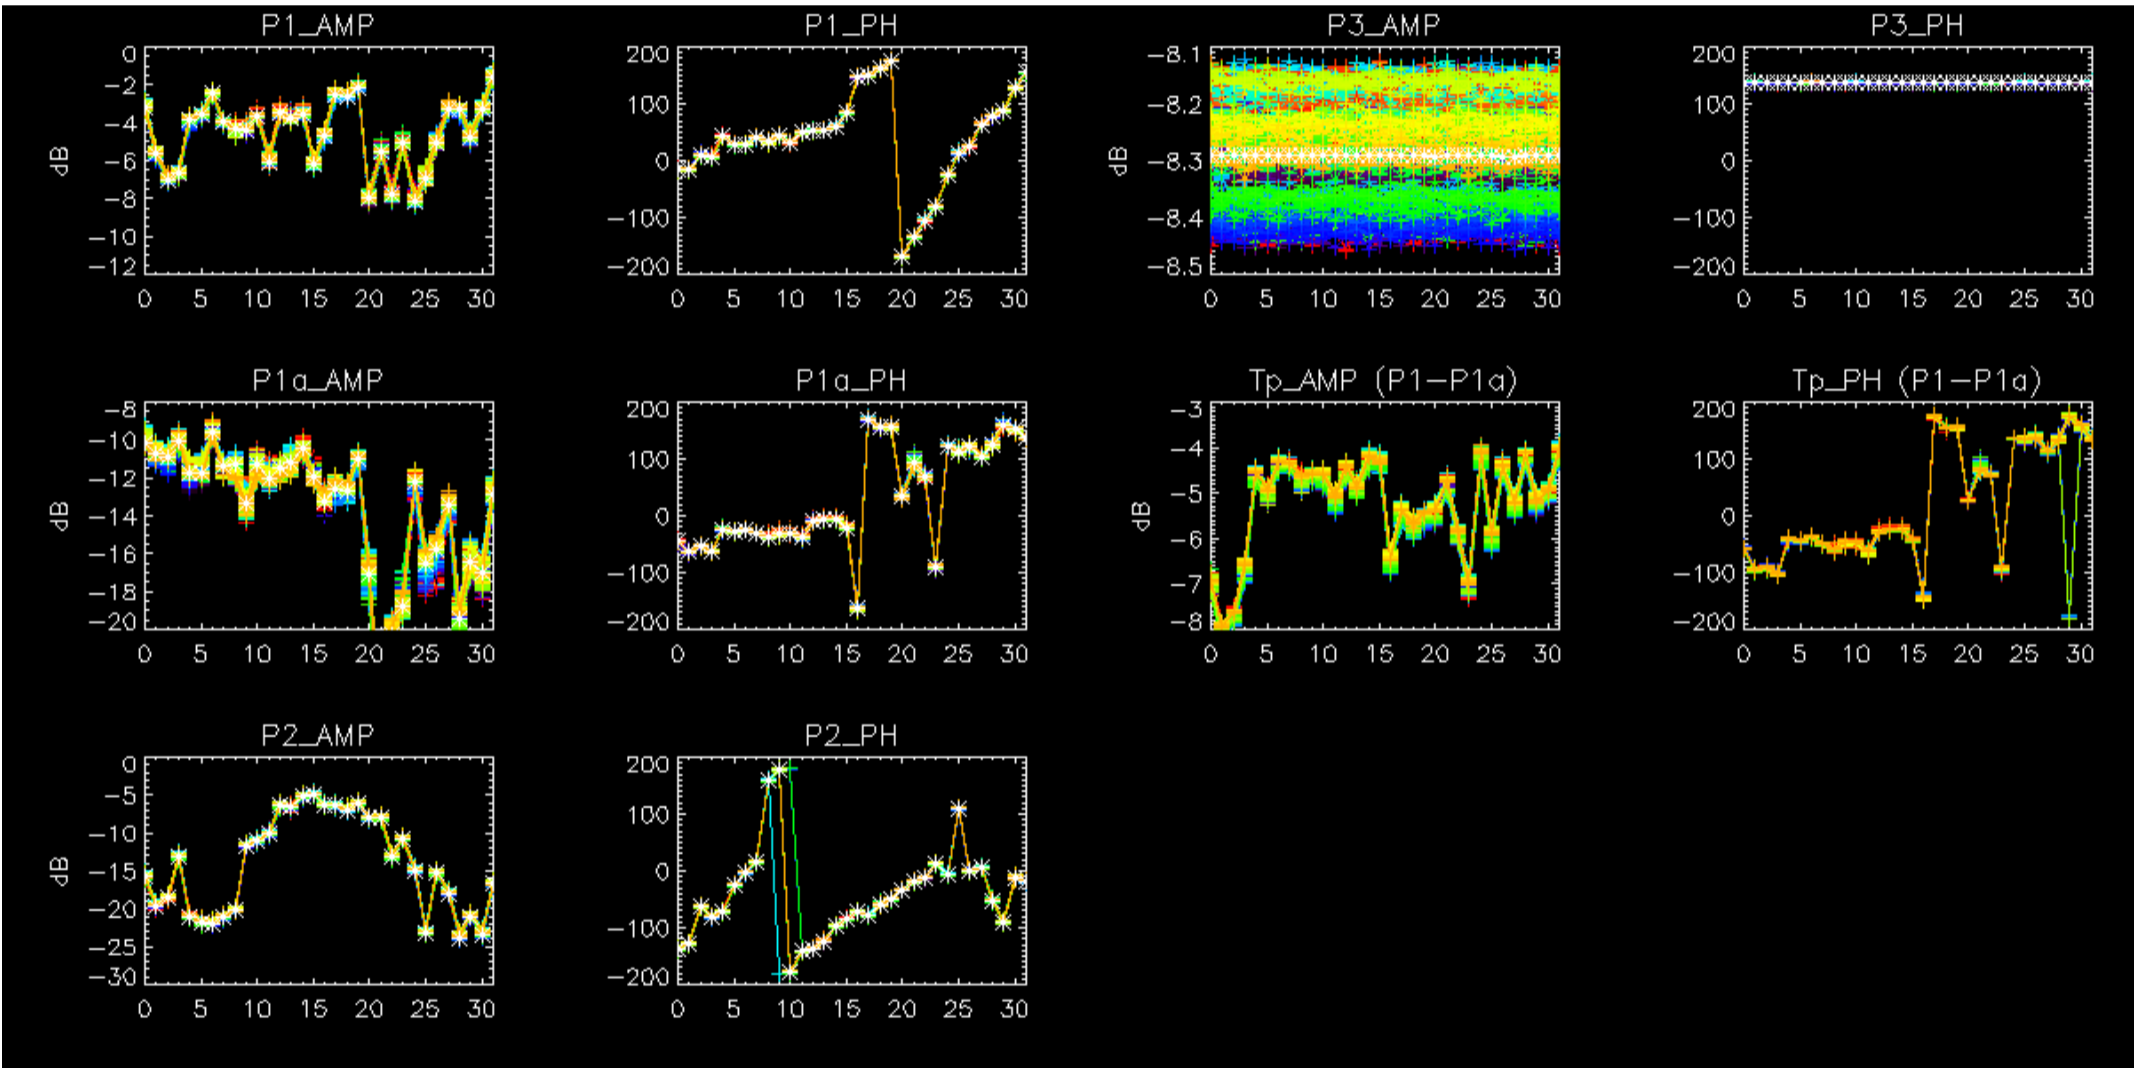 P1_AMP
P1_PH
P3_AMP
P3_PH
0
-2
-4
-6
-8
-10
-12
dB
0 5 10 15 20 25 30
200
100
0
-100
-200
0 5 10 15 20 25 30
-8.1
-8.2
-8.3
-8.4
-8.5
dB
0 5 10 15 20 25 30
200
100
0
-100
-200
0 5 10 15 20 25 30
P1a_AMP
P1a_PH
Tp_AMP (P1-P1a)
Tp_PH (P1-P1a)
-8
-10
-12
-14
-16
-18
-20
dB
0 5 10 15 20 25 30
200
100
0
-100
-200
0 5 10 15 20 25 30
-3
-4
-5
-6
-7
-8
dB
0 5 10 15 20 25 30
200
100
0
-100
-200
0 5 10 15 20 25 30
P2_AMP
P2_PH
0
-5
-10
-15
-20
-25
-30
dB
0 5 10 15 20 25 30
200
100
0
-100
-200
0 5 10 15 20 25 30